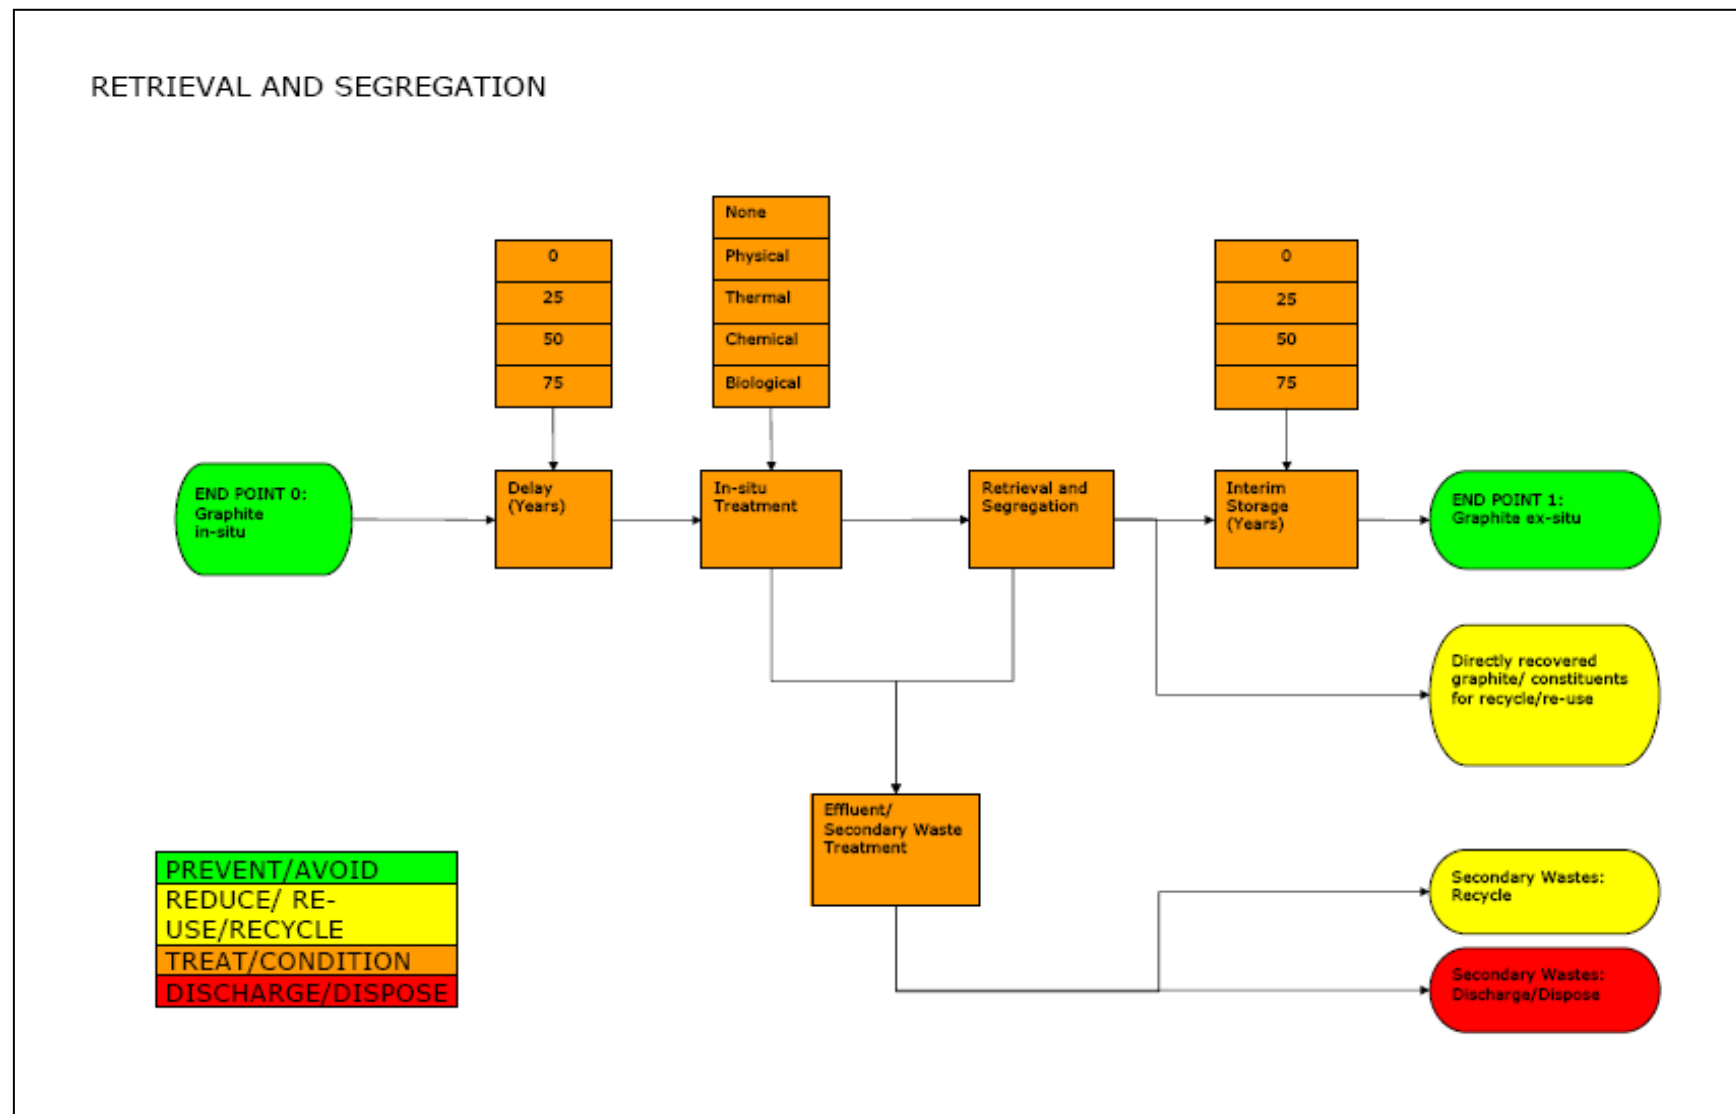 RETRIEVAL AND SEGREGATION
0
25
50
75
None
Physical
Thermal
Chemical
Biological
0
25
50
75
END POINT 0:
Graphite
in-situ
Delay
(Years)
In-situ
Treatment
Retrieval and
Segregation
Interim
Storage
(Years)
END POINT 1:
Graphite ex-situ
Directly recovered
graphite/ constituents
for recycle/re-use
Effluent/
Secondary Waste
Treatment
Secondary Wastes:
Recycle
Secondary Wastes:
Discharge/Dispose
PREVENT/AVOID
REDUCE/ RE-
USE/RECYCLE
TREAT/CONDITION
DISCHARGE/DISPOSE